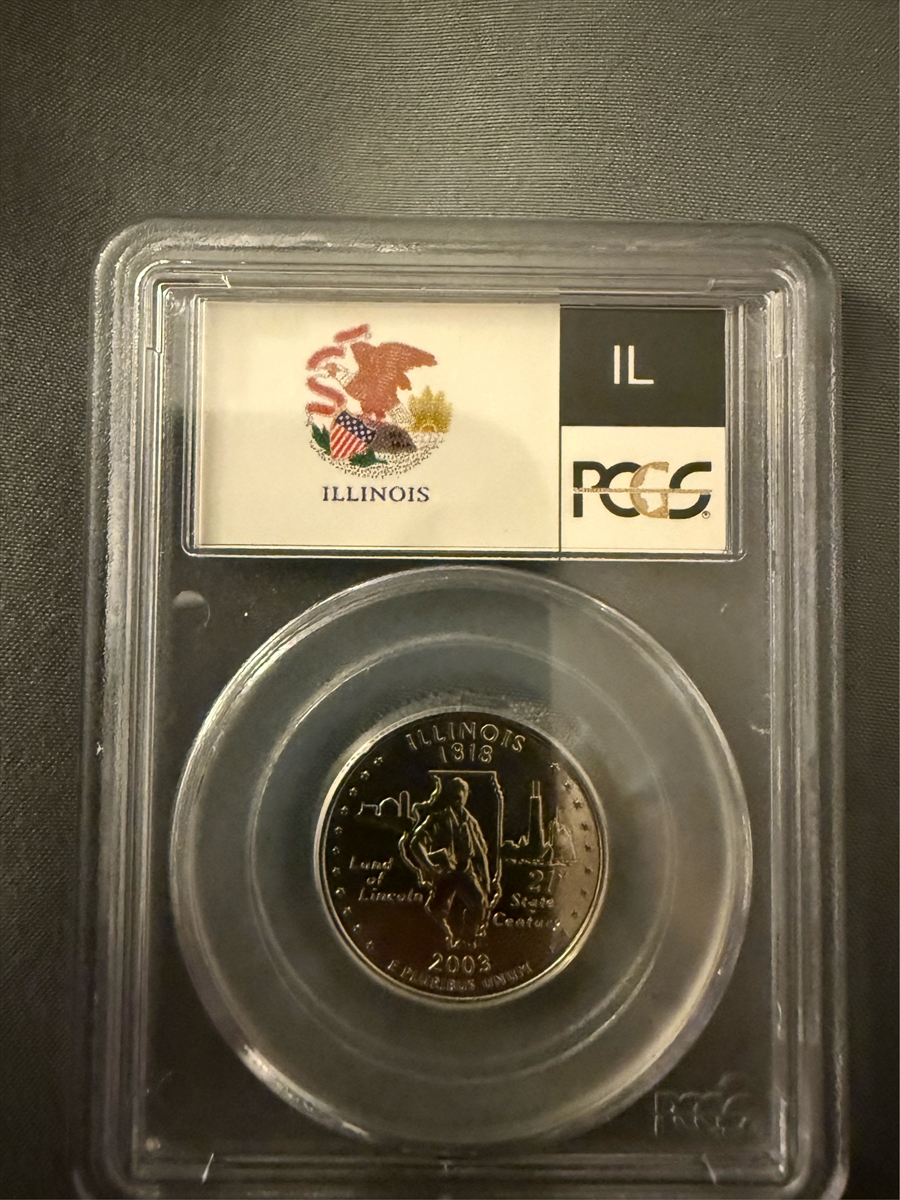 ILLINOIS
IL
PCGS
ILLINOIS
1818
Land
of
Lincoln
21st
State
Century
2003
E PLURIBUS UNUM
PCGS